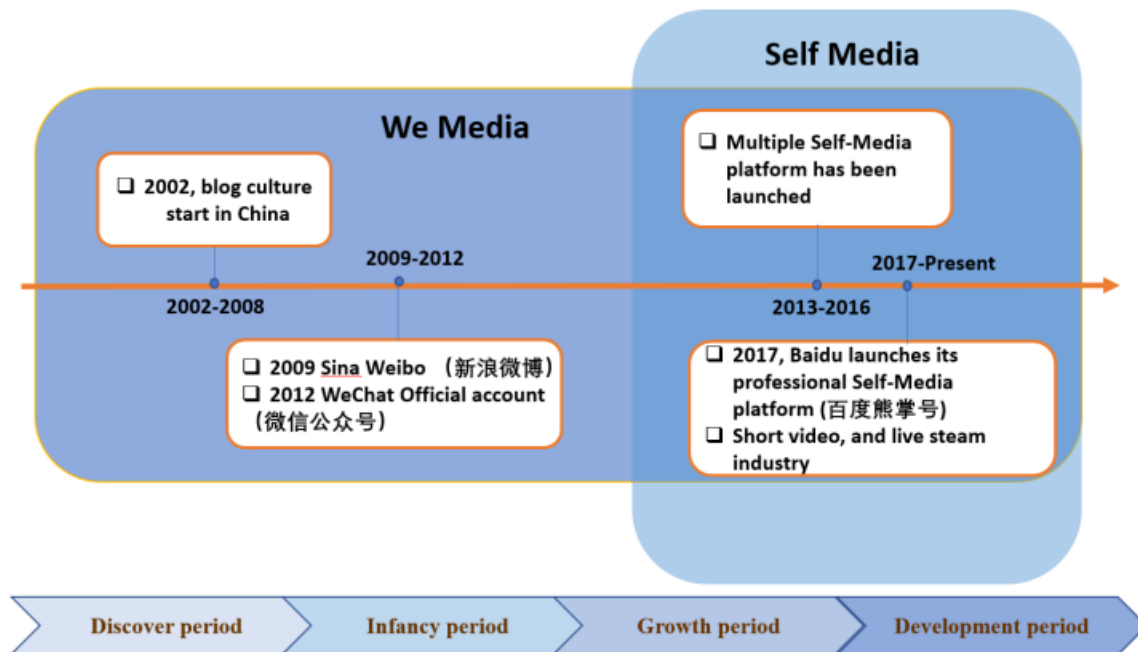 Self Media
We Media
❑ Multiple Self-Media
platform has been
launched
❑ 2002, blog culture
start in China
2009-2012
2017-Present
2002-2008
2013-2016
❑ 2009 Sina Weibo （新浪微博）
❑ 2012 WeChat Official account
（微信公众号）
❑ 2017, Baidu launches its
professional Self-Media
platform (百度熊掌号)
❑ Short video, and live steam
industry
Discover period
Infancy period
Growth period
Development period